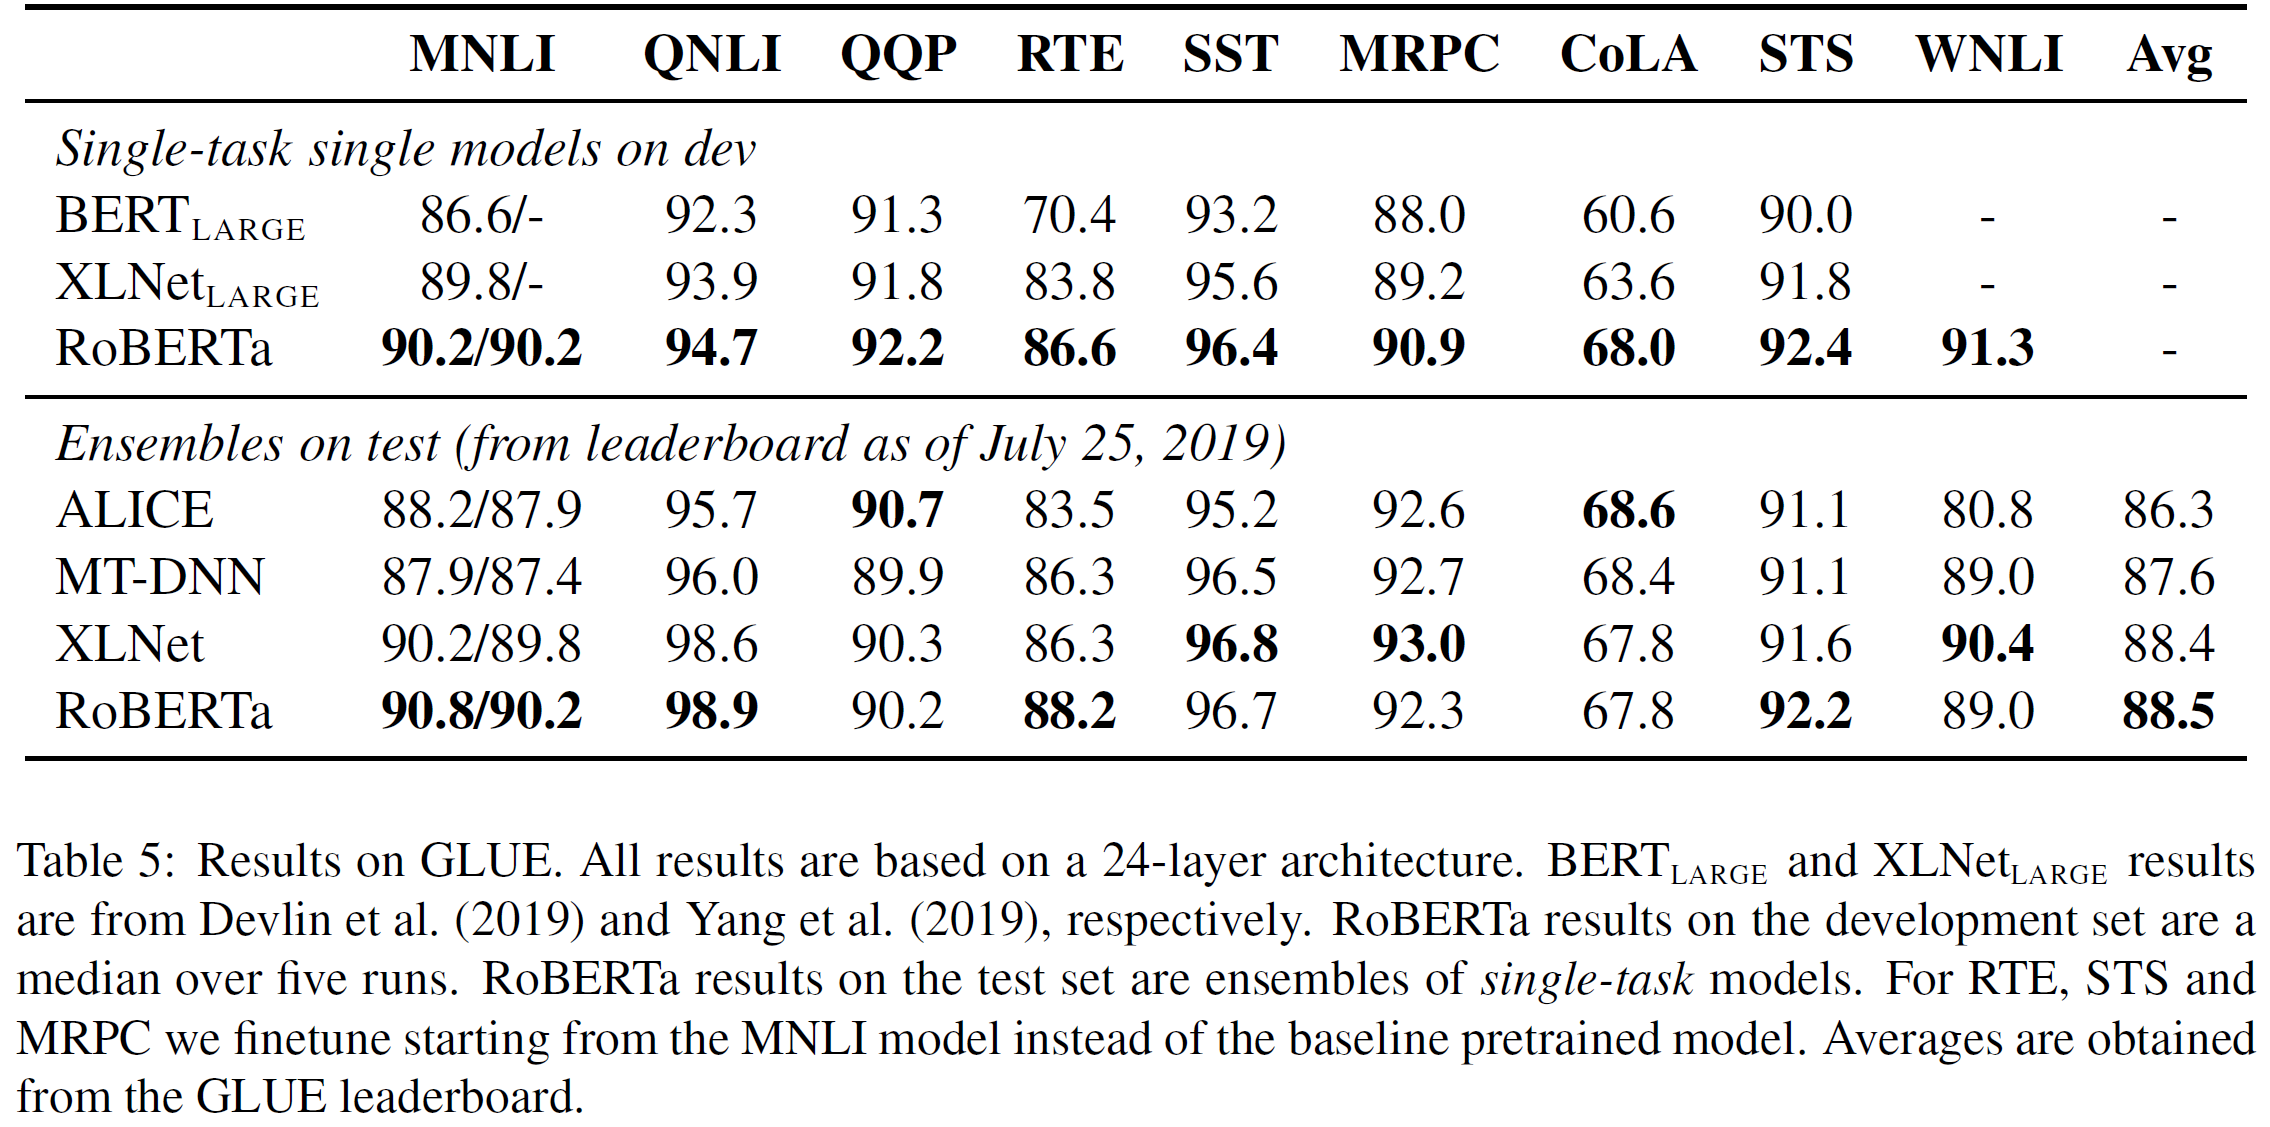 MNLI QNLI QQP RTE SST MRPC CoLA STS WNLI Avg
Single-task single models on dev
BERTLARGE 86.6/- 92.3 91.3 70.4 93.2 88.0 60.6 90.0 - -
XLNetLARGE 89.8/- 93.9 91.8 83.8 95.6 89.2 63.6 91.8 - -
RoBERTa 90.2/90.2 94.7 92.2 86.6 96.4 90.9 68.0 92.4 91.3 -
Ensembles on test (from leaderboard as of July 25, 2019)
ALICE 88.2/87.9 95.7 90.7 83.5 95.2 92.6 68.6 91.1 80.8 86.3
MT-DNN 87.9/87.4 96.0 89.9 86.3 96.5 92.7 68.4 91.1 89.0 87.6
XLNet 90.2/89.8 98.6 90.3 86.3 96.8 93.0 67.8 91.6 90.4 88.4
RoBERTa 90.8/90.2 98.9 90.2 88.2 96.7 92.3 67.8 92.2 89.0 88.5
Table 5: Results on GLUE. All results are based on a 24-layer architecture. BERTLARGE and XLNetLARGE results
are from Devlin et al. (2019) and Yang et al. (2019), respectively. RoBERTa results on the development set are a
median over five runs. RoBERTa results on the test set are ensembles of single-task models. For RTE, STS and
MRPC we finetune starting from the MNLI model instead of the baseline pretrained model. Averages are obtained
from the GLUE leaderboard.